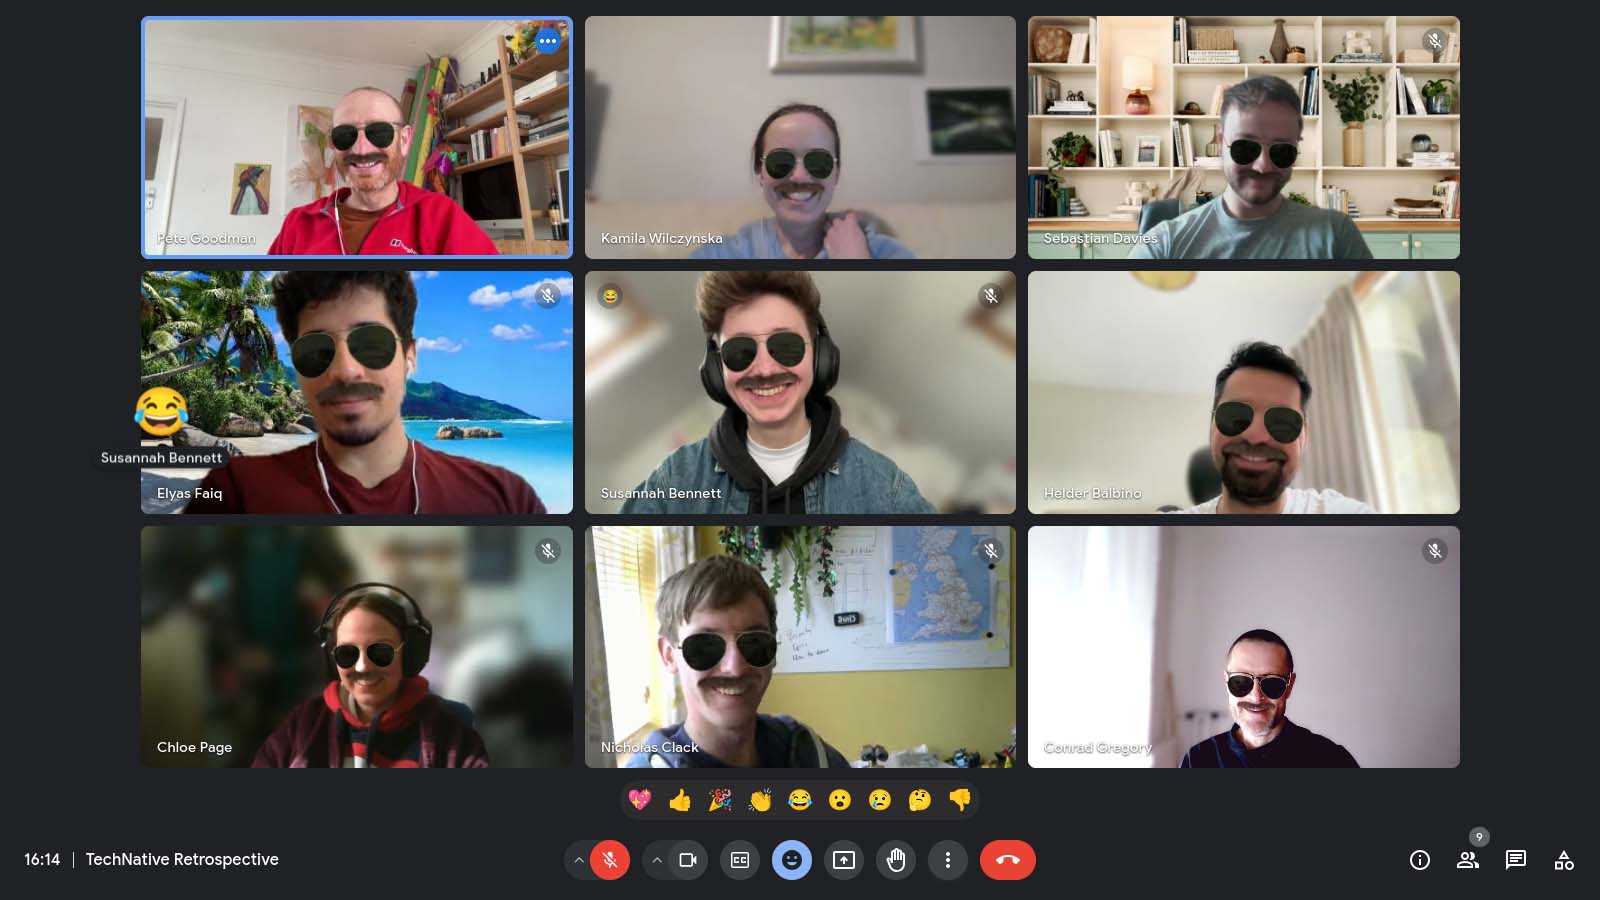 Pete Goodman
Kamila Wilczynska
Sebastian Davies
Susannah Bennett
Elyas Faiq
Susannah Bennett
Helder Balbino
Chloe Page
Nicholas Clack
Conrad Gregory
CC
9
16:14 | TechNative Retrospective